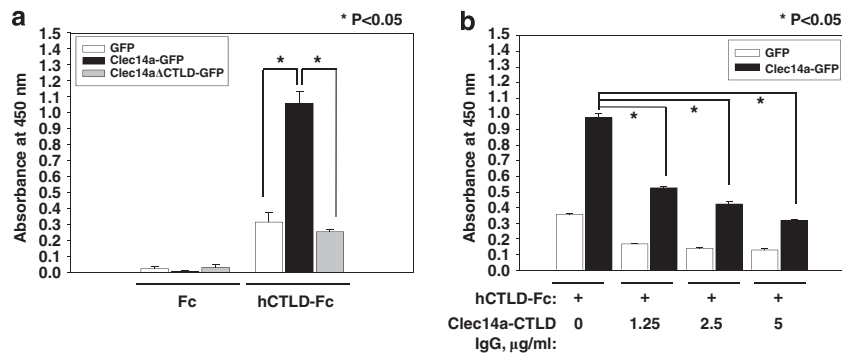 a
* P<0.05
GFP
Clec14a-GFP
Clec14aΔCTLD-GFP
Absorbance at 450 nm
1.5
1.4
1.3
1.2
1.1
1.0
0.9
0.8
0.7
0.6
0.5
0.4
0.3
0.2
0.1
0.0
* *
Fc hCTLD-Fc
b
* P<0.05
GFP
Clec14a-GFP
Absorbance at 450 nm
1.5
1.4
1.3
1.2
1.1
1.0
0.9
0.8
0.7
0.6
0.5
0.4
0.3
0.2
0.1
0.0
* * *
hCTLD-Fc: + + + +
Clec14a-CTLD 0 1.25 2.5 5
IgG, μg/ml: